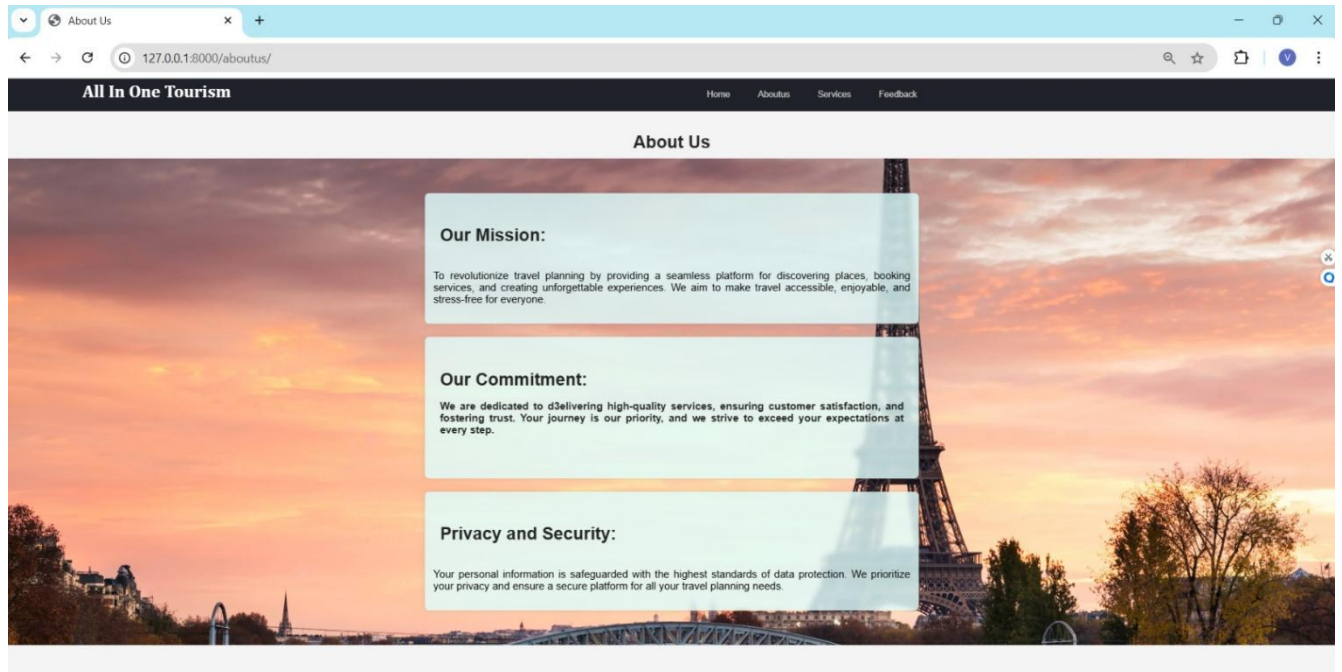 About Us
127.0.0.1:8000/aboutus/
V
All In One Tourism
Home Aboutus Services Feedback
About Us
Our Mission:
To revolutionize travel planning by providing a seamless platform for discovering places, booking
services, and creating unforgettable experiences. We aim to make travel accessible, enjoyable, and
stress-free for everyone.
Our Commitment:
We are dedicated to d3elivering high-quality services, ensuring customer satisfaction, and
fostering trust. Your journey is our priority, and we strive to exceed your expectations at
every step.
Privacy and Security:
Your personal information is safeguarded with the highest standards of data protection. We prioritize
your privacy and ensure a secure platform for all your travel planning needs.